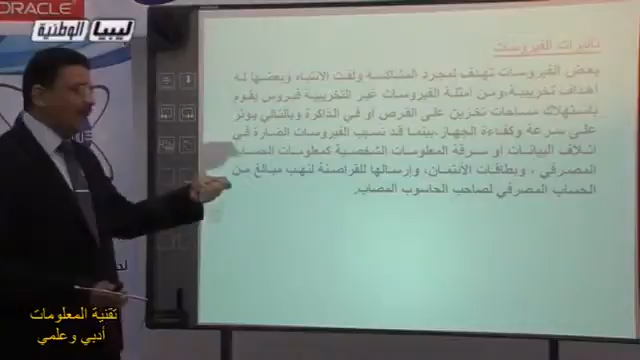 ORACLE
ليبيا الوطنية
تأثيرات الفيروسات
بعض الفيروسات تهدف لمجرد المشاكسة ولفت الانتباه وبعضها له
أهداف تخريبية،ومن أمثلة الفيروسات غير التخريبية فيروس يقوم
باستهلاك مساحات تخزين على القرص أو في الذاكرة وبالتالي يؤثر
على سرعة وكفاءة الجهاز.بينما قد تسبب الفيروسات الضارة في
اتلاف البيانات أو سرقة المعلومات الشخصية كمعلومات الحساب
المصرفي ، وبطاقات الائتمان، وإرسالها للقراصنة لنهب مبالغ من
الحساب المصرفي لصاحب الحاسوب المصاب.
تقنية المعلومات
أدبي وعلمي